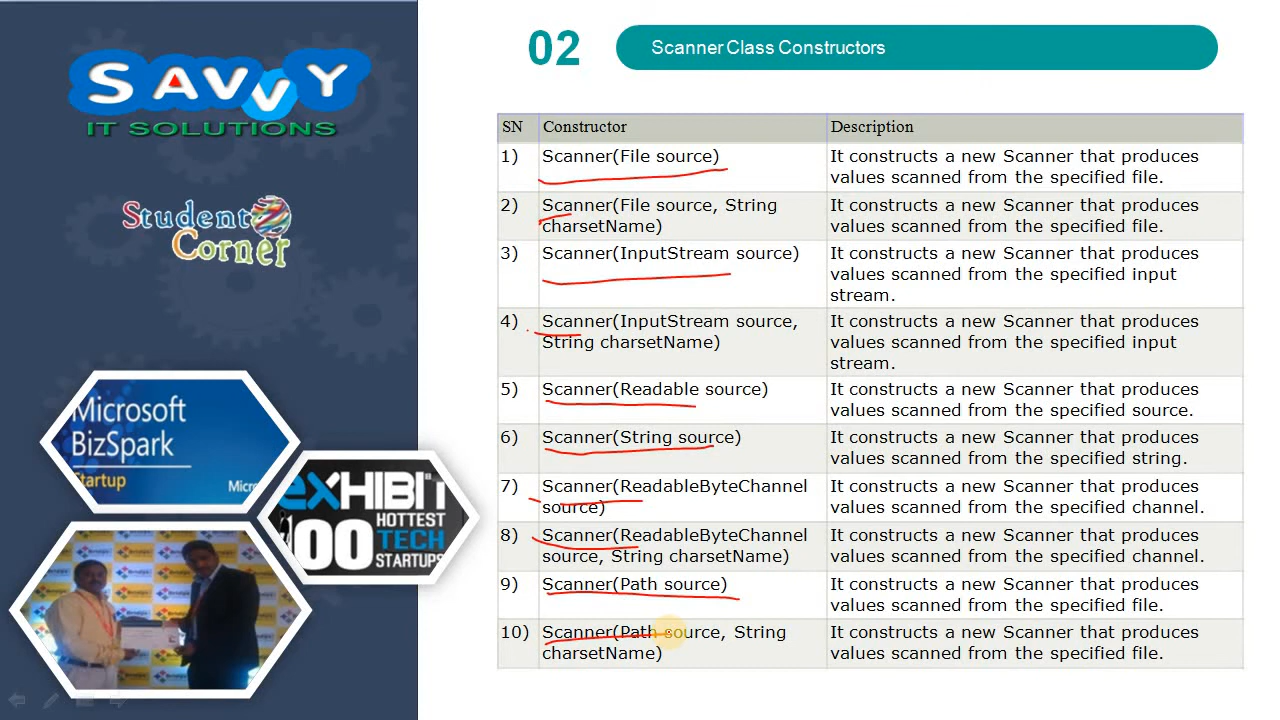 SAVVY
IT SOLUTIONS
Student
Corner
Microsoft
BizSpark
Startup
Micro
eXHIBIT
100 HOTTEST
TECH
STARTUPS
02
Scanner Class Constructors
SN Constructor Description
1) Scanner(File source) It constructs a new Scanner that produces
values scanned from the specified file.
2) Scanner(File source, String It constructs a new Scanner that produces
charsetName) values scanned from the specified file.
3) Scanner(InputStream source) It constructs a new Scanner that produces
values scanned from the specified input
stream.
4) Scanner(InputStream source, It constructs a new Scanner that produces
String charsetName) values scanned from the specified input
stream.
5) Scanner(Readable source) It constructs a new Scanner that produces
values scanned from the specified source.
6) Scanner(String source) It constructs a new Scanner that produces
values scanned from the specified string.
7) Scanner(ReadableByteChannel It constructs a new Scanner that produces
source) values scanned from the specified channel.
8) Scanner(ReadableByteChannel It constructs a new Scanner that produces
source, String charsetName) values scanned from the specified channel.
9) Scanner(Path source) It constructs a new Scanner that produces
values scanned from the specified file.
10) Scanner(Path source, String It constructs a new Scanner that produces
charsetName) values scanned from the specified file.